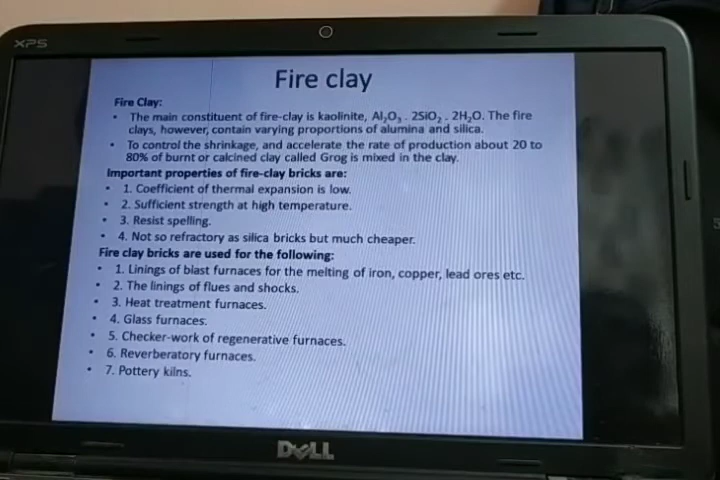 XPS
Fire clay
Fire Clay:
• The main constituent of fire-clay is kaolinite, Al₂O₃ . 2SiO₂ . 2H₂O. The fire
clays, however, contain varying proportions of alumina and silica.
• To control the shrinkage, and accelerate the rate of production about 20 to
80% of burnt or calcined clay called Grog is mixed in the clay.
Important properties of fire-clay bricks are:
• 1. Coefficient of thermal expansion is low.
• 2. Sufficient strength at high temperature.
• 3. Resist spelling.
• 4. Not so refractory as silica bricks but much cheaper.
Fire clay bricks are used for the following:
• 1. Linings of blast furnaces for the melting of iron, copper, lead ores etc.
• 2. The linings of flues and shocks.
• 3. Heat treatment furnaces.
• 4. Glass furnaces.
• 5. Checker-work of regenerative furnaces.
• 6. Reverberatory furnaces.
• 7. Pottery kilns.
DELL